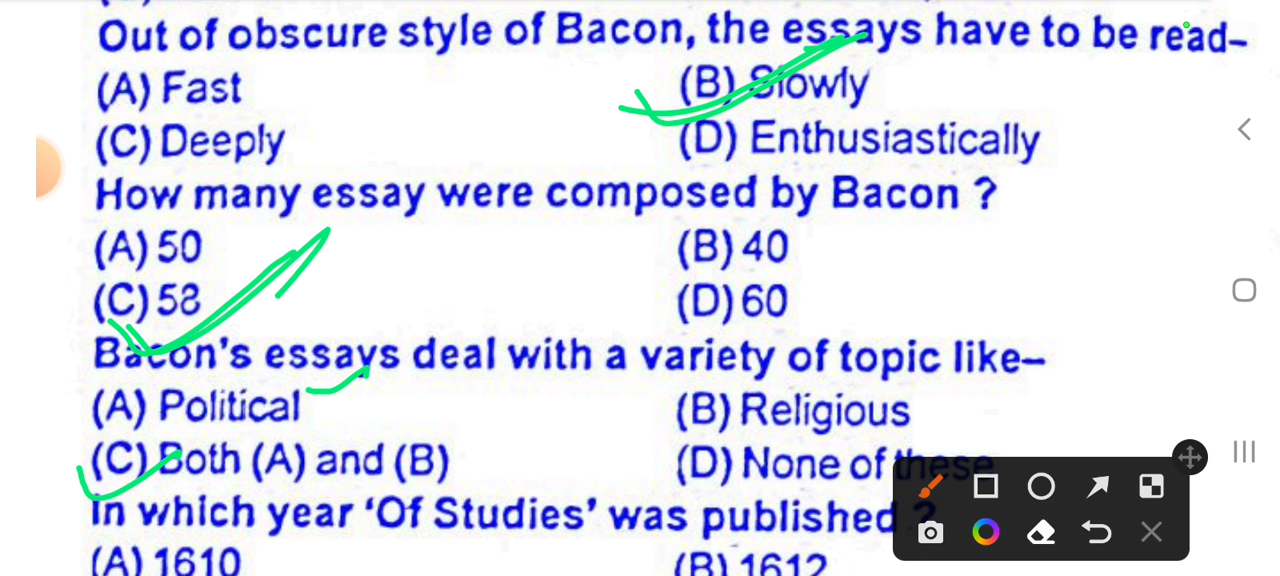 Out of obscure style of Bacon, the essays have to be read–
(A) Fast (B) Slowly
(C) Deeply (D) Enthusiastically
How many essay were composed by Bacon ?
(A) 50 (B) 40
(C) 58 (D) 60
Bacon's essays deal with a variety of topic like–
(A) Political (B) Religious
(C) Both (A) and (B) (D) None of these
In which year 'Of Studies' was published ?
(A) 1610 (B) 1612